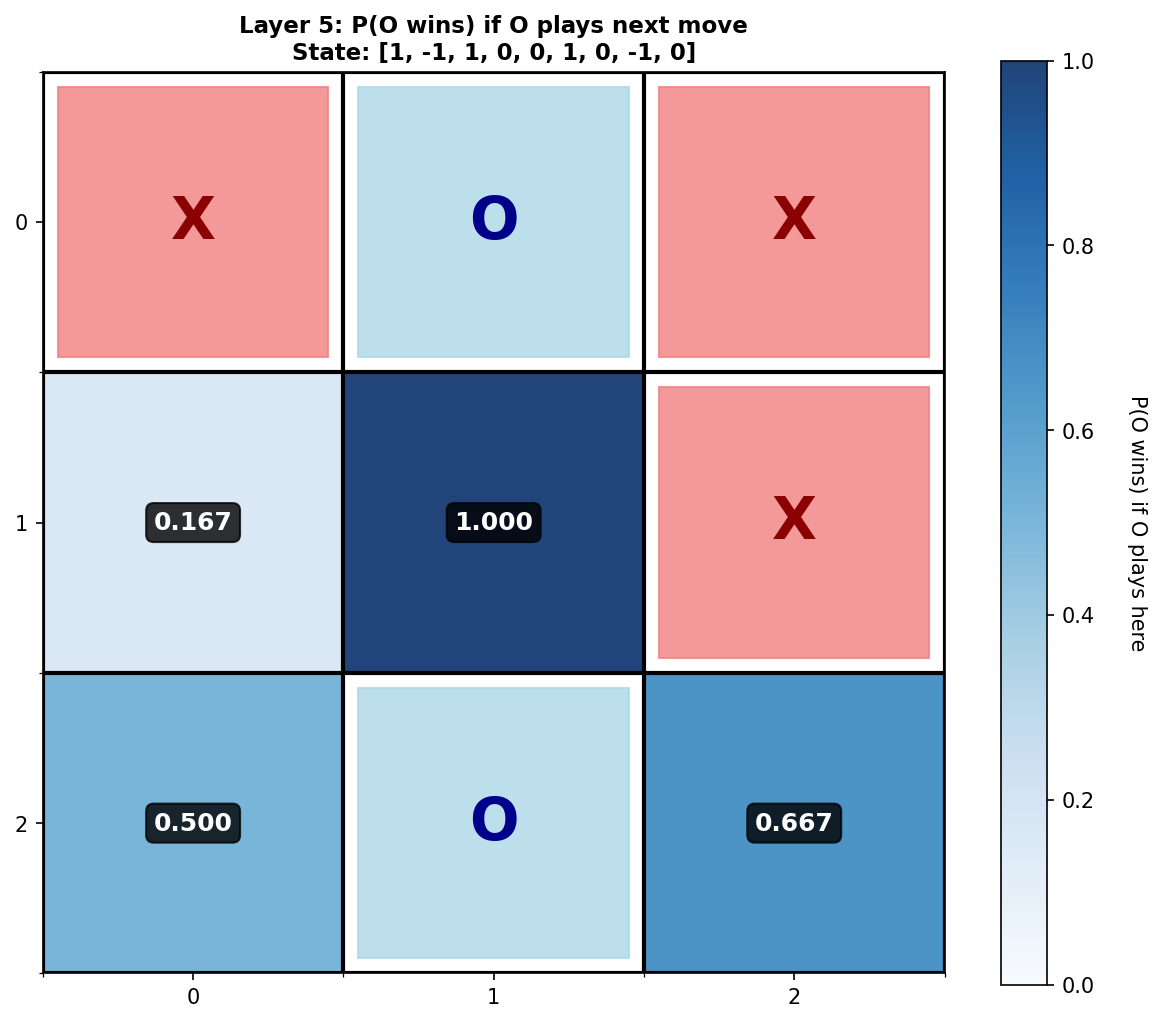 Layer 5: P(O wins) if O plays next move
State: [1, -1, 1, 0, 0, 1, 0, -1, 0]
0
X
O
X
1
0.167
1.000
X
2
0.500
O
0.667
0
1
2
1.0
0.8
0.6
0.4
0.2
0.0
P(O wins) if O plays here